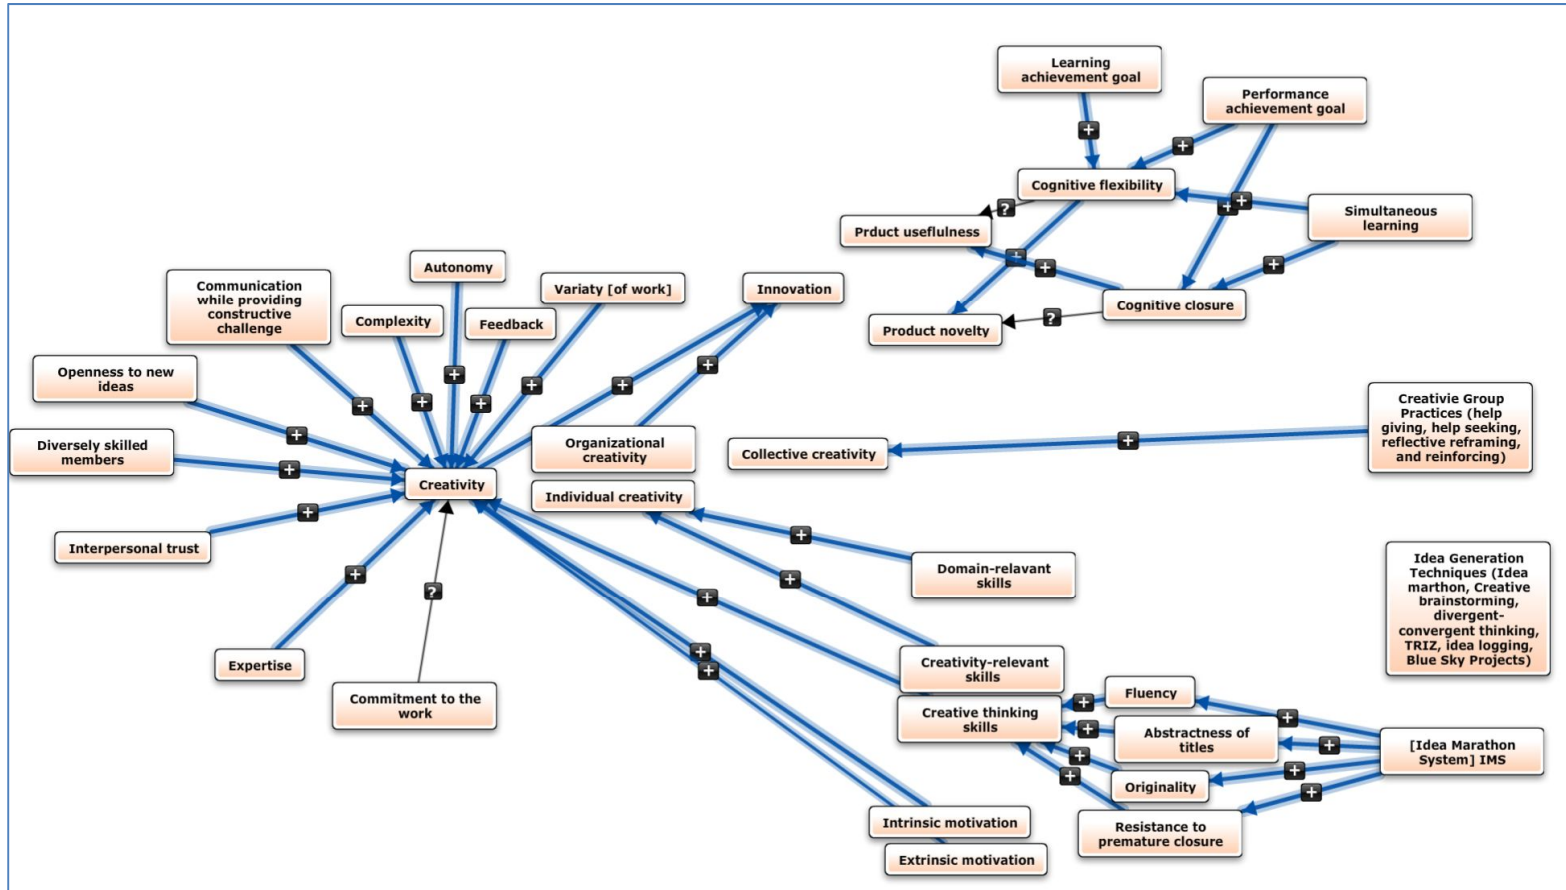 Learning
achievement goal
Performance
achievement goal
+
+
Cognitive flexibility
?
+
+
Simultaneous
learning
Prduct useflulness
+
+
+
Cognitive closure
Product novelty
?
Autonomy
Communication
while providing
constructive
challenge
Variaty [of work]
Innovation
Complexity
Feedback
Openness to new
ideas
+
+
+
+
+
+
+
Creativie Group
Practices (help
giving, help seeking,
reflective reframing,
and reinforcing)
Diversely skilled
members
+
+
Organizational
creativity
Collective creativity
+
Creativity
Individual creativity
Interpersonal trust
+
+
Domain-relavant
skills
Idea Generation
Techniques (Idea
marthon, Creative
brainstorming,
divergent-
convergent thinking,
TRIZ, idea logging,
Blue Sky Projects)
+
?
+
Expertise
+
+
Creativity-relevant
skills
Commitment to the
work
Creative thinking
skills
+
Fluency
+
+
Abstractness of
titles
+
[Idea Marathon
System] IMS
+
Originality
+
+
+
Resistance to
premature closure
Intrinsic motivation
Extrinsic motivation